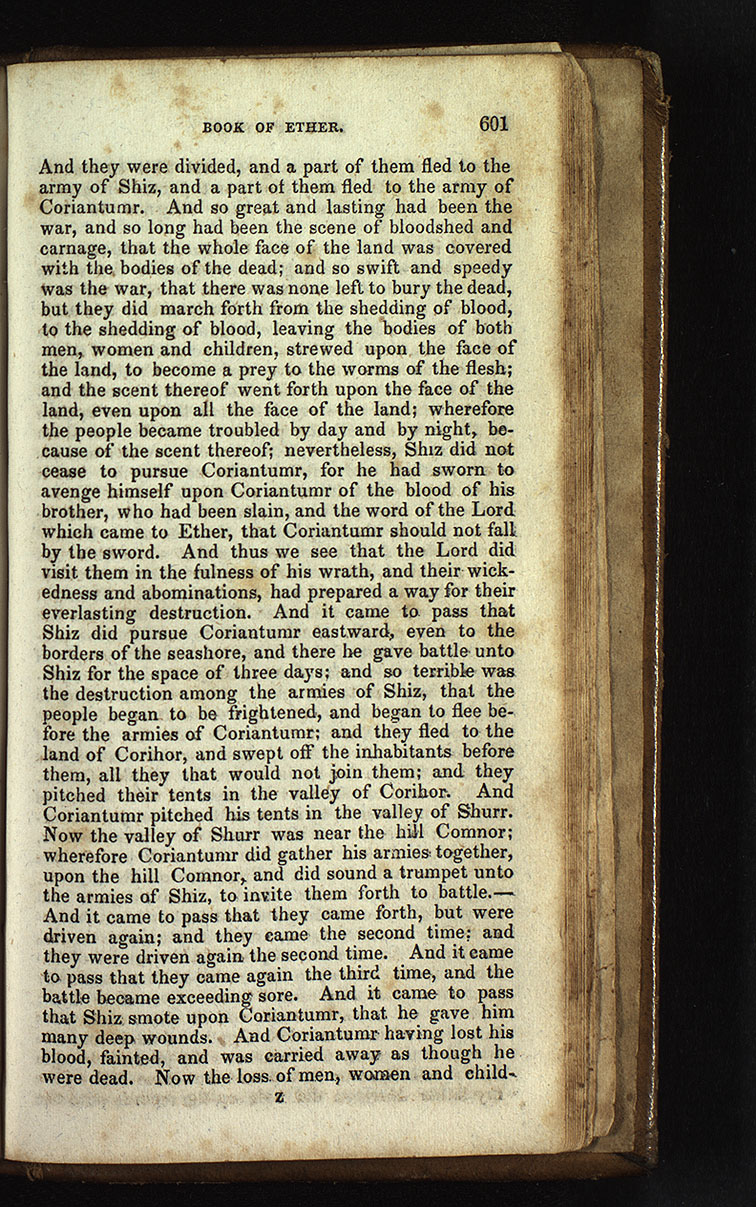 BOOK OF ETHER. 601
And they were divided, and a part of them fled to the
army of Shiz, and a part of them fled to the army of
Coriantumr. And so great and lasting had been the
war, and so long had been the scene of bloodshed and
carnage, that the whole face of the land was covered
with the bodies of the dead; and so swift and speedy
was the war, that there was none left to bury the dead,
but they did march forth from the shedding of blood,
to the shedding of blood, leaving the bodies of both
men, women and children, strewed upon the face of
the land, to become a prey to the worms of the flesh;
and the scent thereof went forth upon the face of the
land, even upon all the face of the land; wherefore
the people became troubled by day and by night, be-
cause of the scent thereof; nevertheless, Shiz did not
cease to pursue Coriantumr, for he had sworn to
avenge himself upon Coriantumr of the blood of his
brother, who had been slain, and the word of the Lord
which came to Ether, that Coriantumr should not fall
by the sword. And thus we see that the Lord did
visit them in the fulness of his wrath, and their wick-
edness and abominations, had prepared a way for their
everlasting destruction. And it came to pass that
Shiz did pursue Coriantumr eastward, even to the
borders of the seashore, and there he gave battle unto
Shiz for the space of three days; and so terrible was
the destruction among the armies of Shiz, that the
people began to be frightened, and began to flee be-
fore the armies of Coriantumr; and they fled to the
land of Corihor, and swept off the inhabitants before
them, all they that would not join them; and they
pitched their tents in the valley of Corihor. And
Coriantumr pitched his tents in the valley of Shurr.
Now the valley of Shurr was near the hill Comnor;
wherefore Coriantumr did gather his armies together,
upon the hill Comnor, and did sound a trumpet unto
the armies of Shiz, to invite them forth to battle.—
And it came to pass that they came forth, but were
driven again; and they came the second time; and
they were driven again the second time. And it came
to pass that they came again the third time, and the
battle became exceeding sore. And it came to pass
that Shiz smote upon Coriantumr, that he gave him
many deep wounds. And Coriantumr having lost his
blood, fainted, and was carried away as though he
were dead. Now the loss of men, women and child-
Z